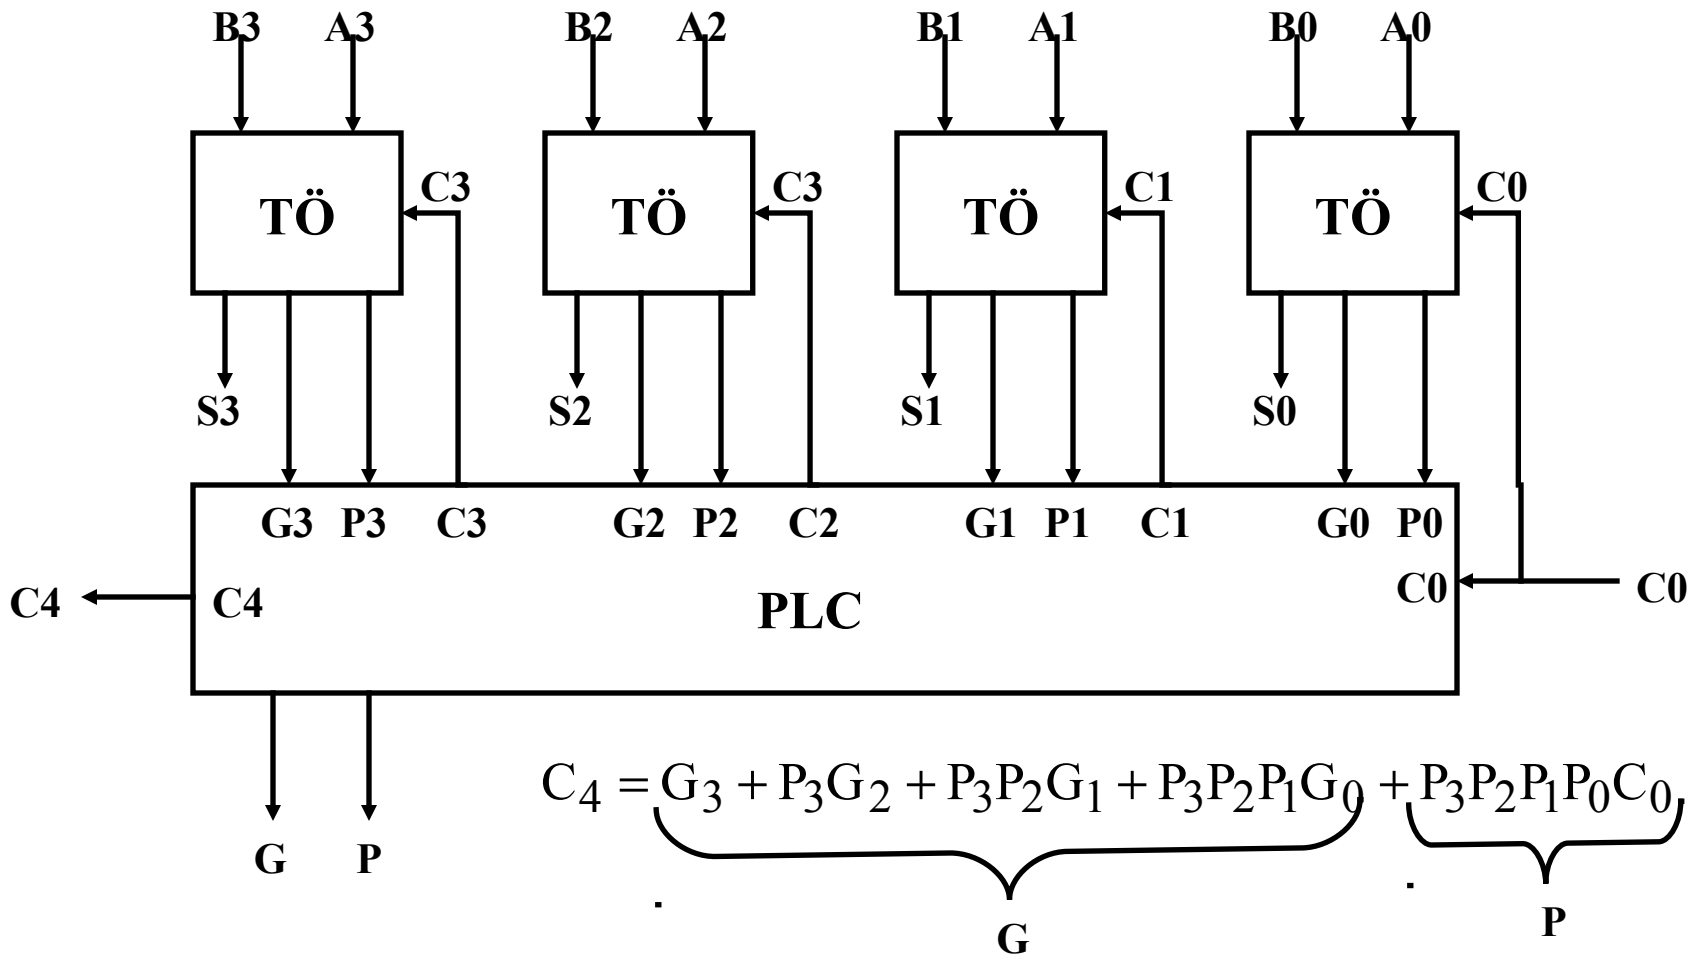 B3 A3 B2 A2 B1 A1 B0 A0
C3 C3 C1 C0
TÖ TÖ TÖ TÖ
S3 S2 S1 S0
G3 P3 C3 G2 P2 C2 G1 P1 C1 G0 P0
C4 C4 PLC C0 C0
C₄ = G₃ + P₃G₂ + P₃P₂G₁ + P₃P₂P₁G₀ + P₃P₂P₁P₀C₀
G P
G P